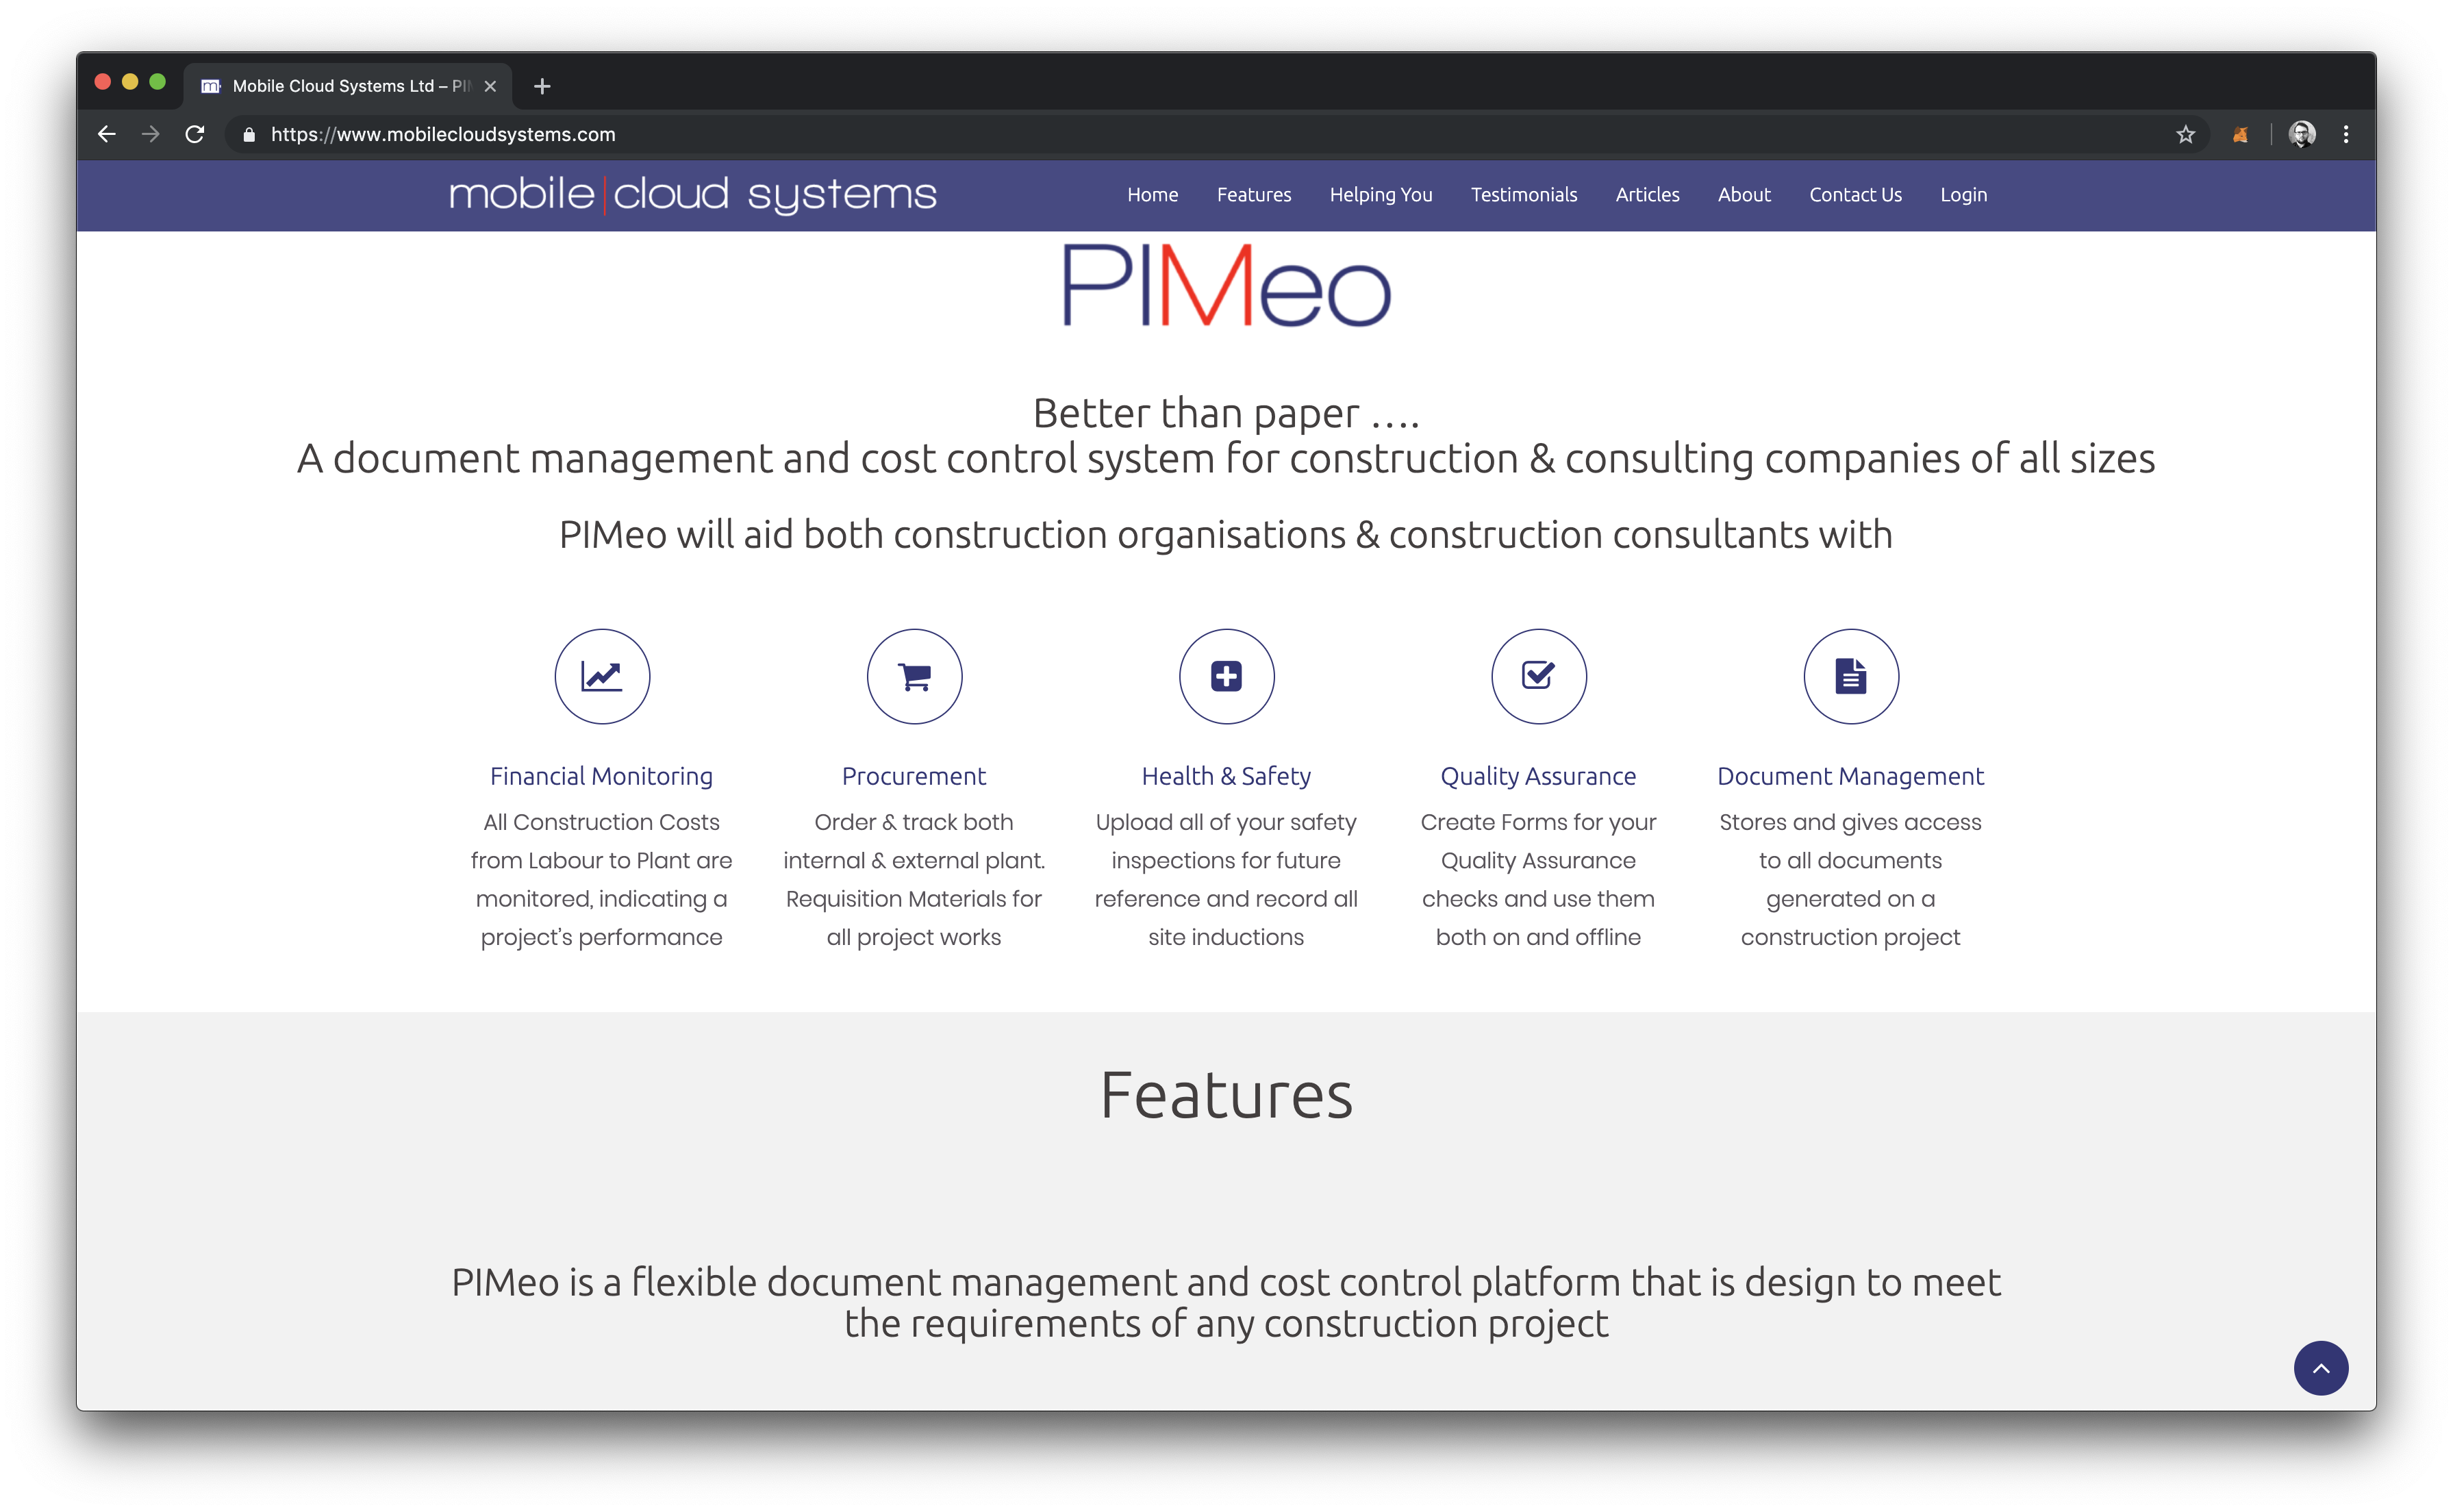 Mobile Cloud Systems Ltd – PI
https://www.mobilecloudsystems.com
mobile|cloud systems
Home Features Helping You Testimonials Articles About Contact Us Login
PIMeo
Better than paper ....
A document management and cost control system for construction & consulting companies of all sizes
PIMeo will aid both construction organisations & construction consultants with
Financial Monitoring
All Construction Costs
from Labour to Plant are
monitored, indicating a
project's performance
Procurement
Order & track both
internal & external plant.
Requisition Materials for
all project works
Health & Safety
Upload all of your safety
inspections for future
reference and record all
site inductions
Quality Assurance
Create Forms for your
Quality Assurance
checks and use them
both on and offline
Document Management
Stores and gives access
to all documents
generated on a
construction project
Features
PIMeo is a flexible document management and cost control platform that is design to meet
the requirements of any construction project